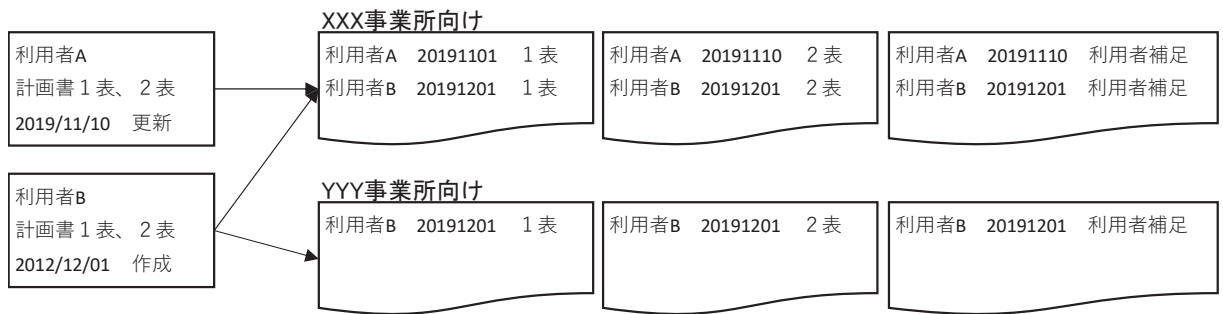 XXX事業所向け
利用者A
計画書１表、２表
2019/11/10　更新
利用者A　20191101　１表
利用者B　20191201　１表
利用者A　20191110　２表
利用者B　20191201　２表
利用者A　20191110　利用者補足
利用者B　20191201　利用者補足
YYY事業所向け
利用者B
計画書１表、２表
2012/12/01　作成
利用者B　20191201　１表
利用者B　20191201　２表
利用者B　20191201　利用者補足